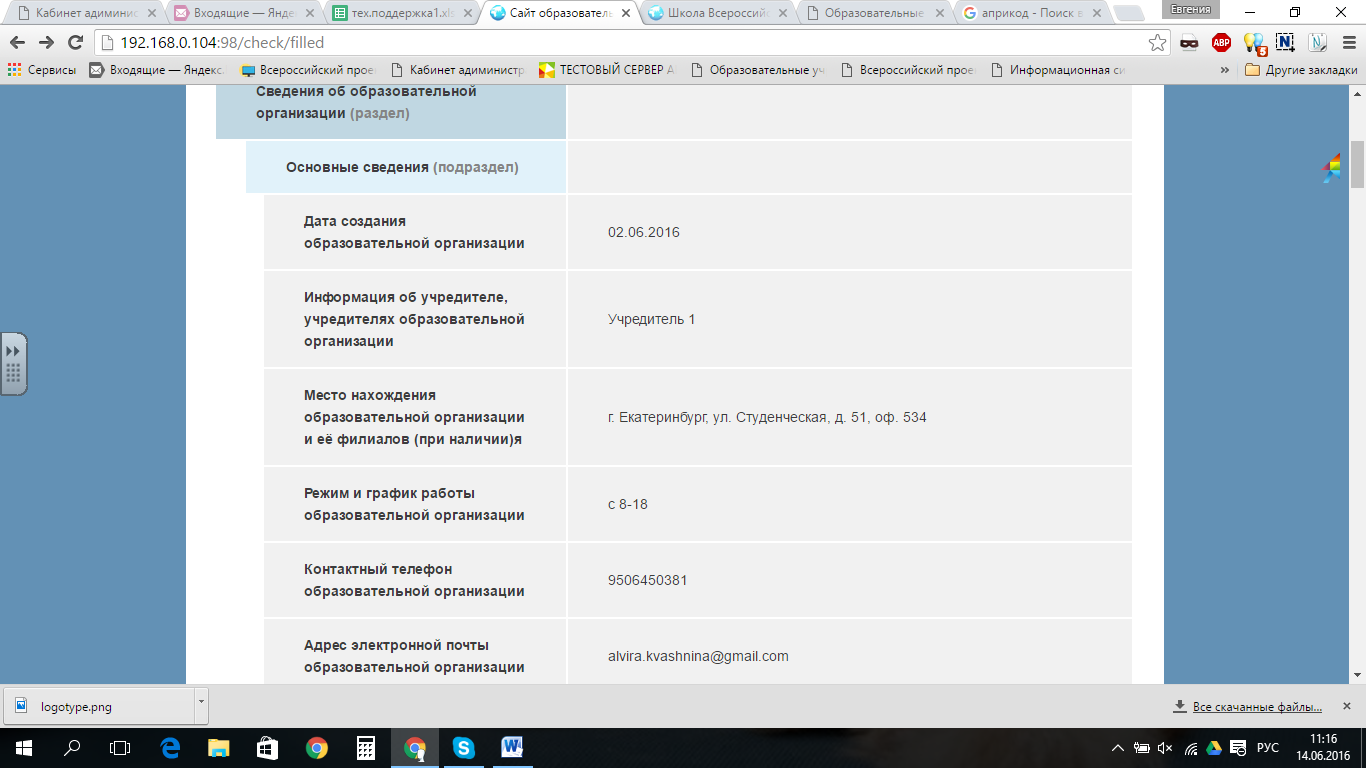 Кабинет админис
Входящие — Янде
тех.поддержка1.xls
Сайт образователь
Школа Всероссийс
Образовательные
априкод - Поиск в
Евгения
192.168.0.104:98/check/filled
ABP
5
Сервисы
Входящие — Яндекс.
Всероссийский прое
Кабинет администр
ТЕСТОВЫЙ СЕРВЕР А
Образовательные уч
Всероссийский прое
Информационная си
»
Другие закладки
Сведения об образовательной
организации (раздел)
Основные сведения (подраздел)
Дата создания
образовательной организации
02.06.2016
Информация об учредителе,
учредителях образовательной
организации
Учредитель 1
Место нахождения
образовательной организации
и её филиалов (при наличии)я
г. Екатеринбург, ул. Студенческая, д. 51, оф. 534
Режим и график работы
образовательной организации
с 8-18
Контактный телефон
образовательной организации
9506450381
Адрес электронной почты
образовательной организации
alvira.kvashnina@gmail.com
logotype.png
Все скачанные файлы...
РУС
11:16
14.06.2016